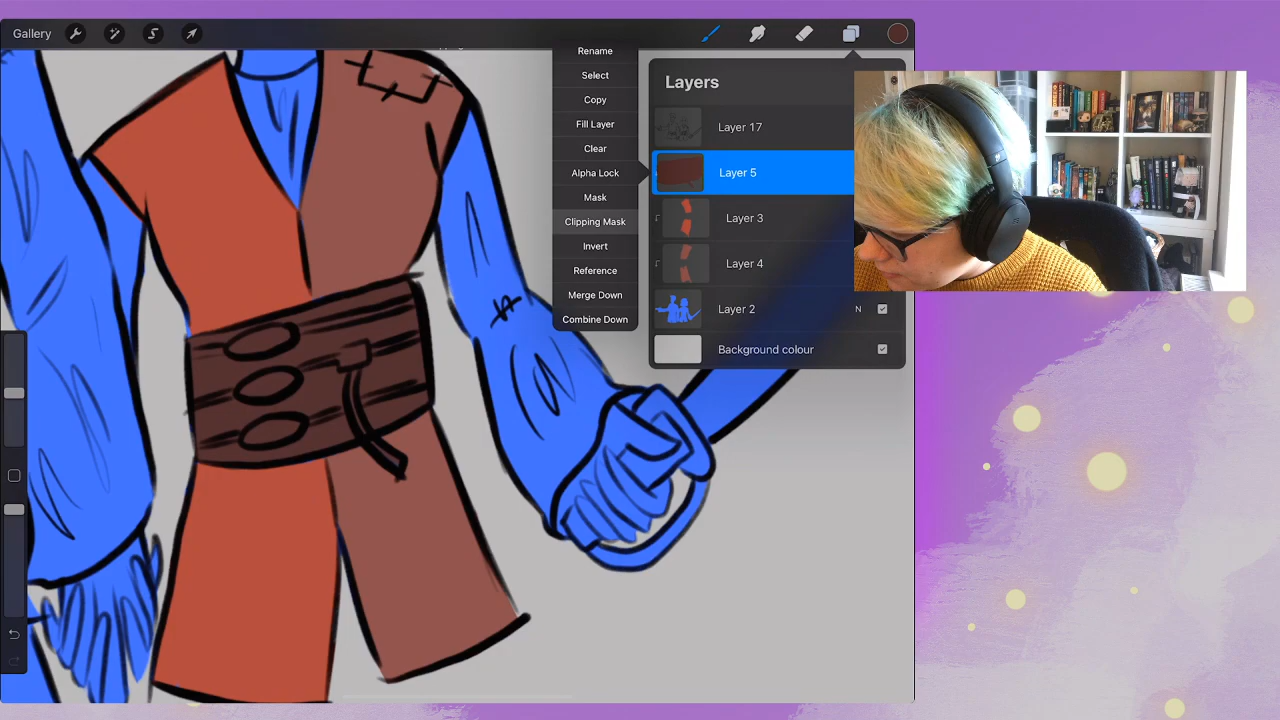 Gallery
Rename
Select
Copy
Fill Layer
Clear
Alpha Lock
Mask
Clipping Mask
Invert
Reference
Merge Down
Combine Down
Layers
Layer 17
Layer 5
Layer 3
Layer 4
Layer 2 N
Background colour